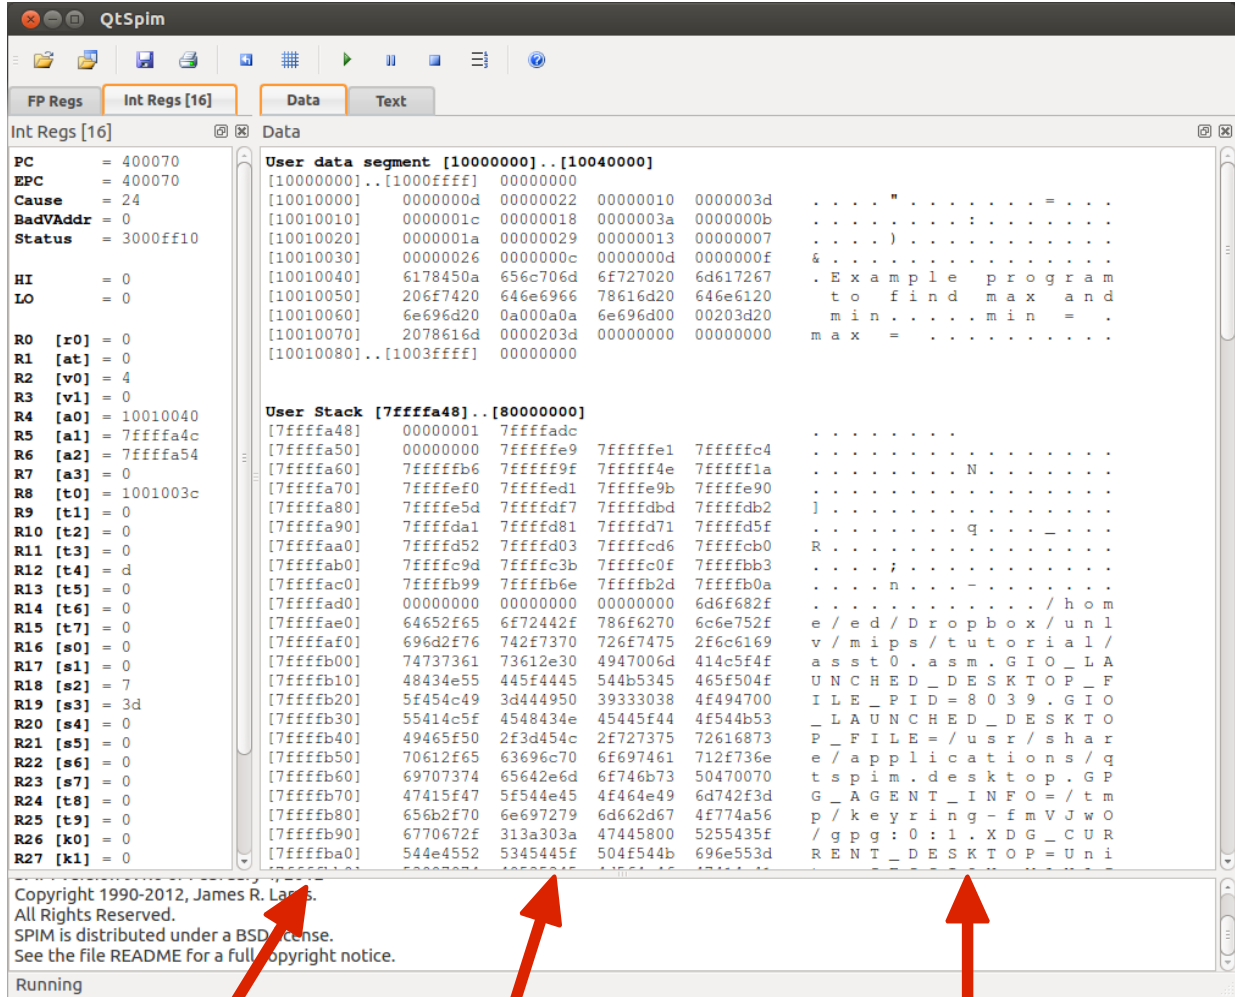 QtSpim
FP Regs
Int Regs [16]
Data
Text
Int Regs [16]
PC = 400070
EPC = 400070
Cause = 24
BadVAddr = 0
Status = 3000ff10
HI = 0
LO = 0
R0 [r0] = 0
R1 [at] = 0
R2 [v0] = 4
R3 [v1] = 0
R4 [a0] = 10010040
R5 [a1] = 7ffffa4c
R6 [a2] = 7ffffa54
R7 [a3] = 0
R8 [t0] = 1001003c
R9 [t1] = 0
R10 [t2] = 0
R11 [t3] = 0
R12 [t4] = d
R13 [t5] = 0
R14 [t6] = 0
R15 [t7] = 0
R16 [s0] = 0
R17 [s1] = 0
R18 [s2] = 7
R19 [s3] = 3d
R20 [s4] = 0
R21 [s5] = 0
R22 [s6] = 0
R23 [s7] = 0
R24 [t8] = 0
R25 [t9] = 0
R26 [k0] = 0
R27 [k1] = 0
Data
User data segment [10000000]..[10040000]
[10000000]..[1000ffff] 00000000
[10010000] 0000000d 00000022 00000010 0000003d . . . . " . . . . . . . = . . .
[10010010] 0000001c 00000018 0000003a 0000000b . . . . . . . . : . . . . . . .
[10010020] 0000001a 00000029 00000013 00000007 . . . . ) . . . . . . . . . . .
[10010030] 00000026 0000000c 0000000d 0000000f & . . . . . . . . . . . . . . .
[10010040] 6178450a 656c706d 6f727020 6d617267 . E x a m p l e   p r o g r a m
[10010050] 206f7420 646e6966 78616d20 646e6120 t o   f i n d   m a x   a n d
[10010060] 6e696d20 0a000a0a 6e696d00 00203d20 m i n . . . . . m i n   =   .
[10010070] 2078616d 0000203d 00000000 00000000 m a x   =   . . . . . . . . . .
[10010080]..[1003ffff] 00000000
User Stack [7ffffa48]..[80000000]
[7ffffa48] 00000001 7ffffadc . . . . . . . .
[7ffffa50] 00000000 7fffffe9 7fffffe1 7fffffc4 . . . . . . . . . . . . . . . .
[7ffffa60] 7fffffb6 7fffff9f 7fffff4e 7fffff1a . . . . . . . . N . . . . . . .
[7ffffa70] 7ffffef0 7ffffed1 7ffffe9b 7ffffe90 . . . . . . . . . . . . . . . .
[7ffffa80] 7ffffe5d 7ffffdf7 7ffffdbd 7ffffdb2 ] . . . . . . . . . . . . . . .
[7ffffa90] 7ffffda1 7ffffd81 7ffffd71 7ffffd5f . . . . . . . . q . . . _ . . .
[7ffffaa0] 7ffffd52 7ffffd03 7ffffcd6 7ffffcb0 R . . . . . . . . . . . . . . .
[7ffffab0] 7ffffc9d 7ffffc3b 7ffffc0f 7ffffbb3 . . . . ; . . . . . . . . . . .
[7ffffac0] 7ffffb99 7ffffb6e 7ffffb2d 7ffffb0a . . . . n . . . - . . . . . . .
[7ffffad0] 00000000 00000000 00000000 6d6f682f . . . . . . . . . . . . / h o m
[7ffffae0] 64652f65 6f72442f 786f6270 6c6e752f e / e d / D r o p b o x / u n l
[7ffffaf0] 696d2f76 742f7370 726f7475 2f6c6169 v / m i p s / t u t o r i a l /
[7ffffb00] 74737361 73612e30 4947006d 414c5f4f a s s t 0 . a s m . G I O _ L A
[7ffffb10] 48434e55 445f4445 544b5345 465f504f U N C H E D _ D E S K T O P _ F
[7ffffb20] 5f454c49 3d444950 39333038 4f494700 I L E _ P I D = 8 0 3 9 . G I O
[7ffffb30] 55414c5f 4548434e 45445f44 4f544b53 _ L A U N C H E D _ D E S K T O
[7ffffb40] 49465f50 2f3d454c 2f727375 72616873 P _ F I L E = / u s r / s h a r
[7ffffb50] 70612f65 63696c70 6f697461 712f736e e / a p p l i c a t i o n s / q
[7ffffb60] 69707374 65642e6d 6f746b73 50470070 t s p i m . d e s k t o p . G P
[7ffffb70] 47415f47 5f544e45 4f464e49 6d742f3d G _ A G E N T _ I N F O = / t m
[7ffffb80] 656b2f70 6e697279 6d662d67 4f774a56 p / k e y r i n g - f m V J w O
[7ffffb90] 6770672f 313a303a 47445800 5255435f / g p g : 0 : 1 . X D G _ C U R
[7ffffba0] 544e4552 5345445f 504f544b 696e553d R E N T _ D E S K T O P = U n i
Copyright 1990-2012, James R. Larus.
All Rights Reserved.
SPIM is distributed under a BSD license.
See the file README for a full copyright notice.
Running